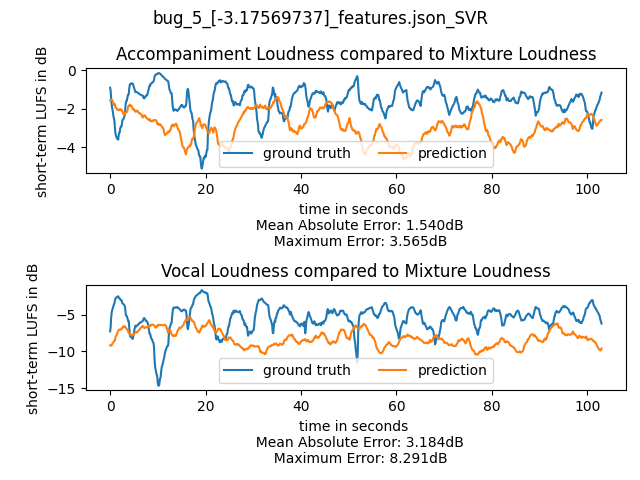 bug_5_[-3.17569737]_features.json_SVR
Accompaniment Loudness compared to Mixture Loudness
short-term LUFS in dB
0
−2
−4
ground truth prediction
0 20 40 60 80 100
time in seconds
Mean Absolute Error: 1.540dB
Maximum Error: 3.565dB
Vocal Loudness compared to Mixture Loudness
short-term LUFS in dB
−5
−10
−15
ground truth prediction
0 20 40 60 80 100
time in seconds
Mean Absolute Error: 3.184dB
Maximum Error: 8.291dB